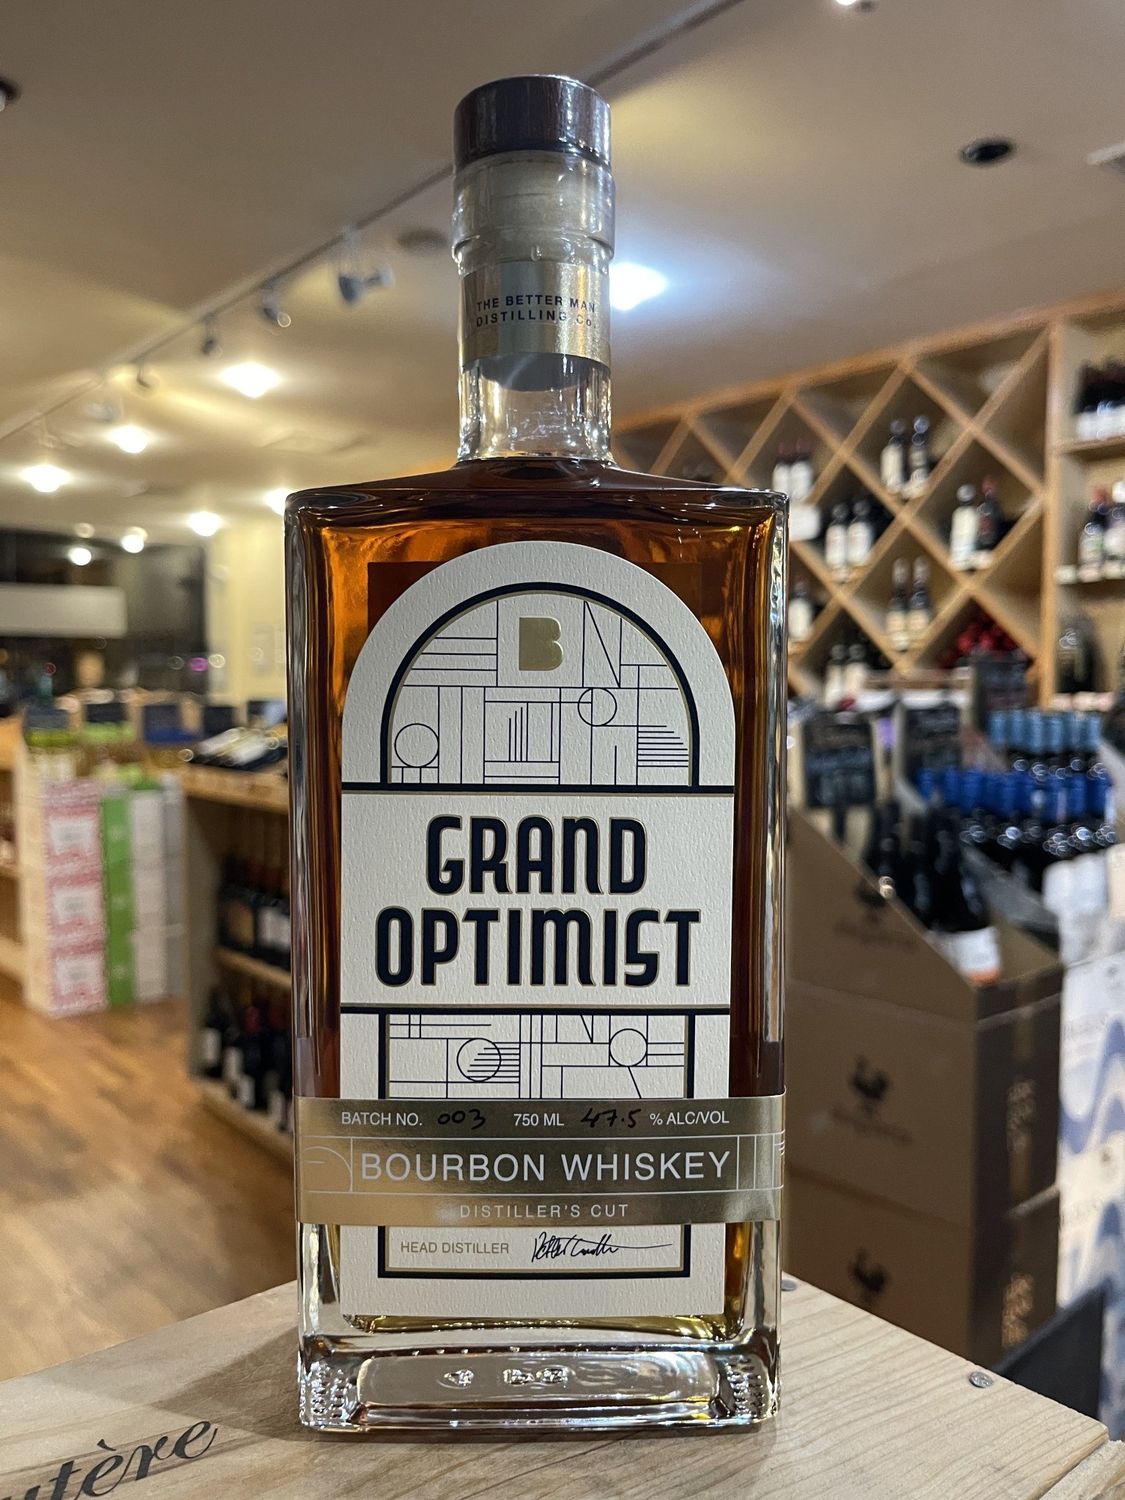 THE BETTER MAN
DISTILLING Co.
B
GRAND
OPTIMIST
BATCH NO. 003 750 ML 47.5 % ALC/VOL
BOURBON WHISKEY
DISTILLER'S CUT
HEAD DISTILLER
utère